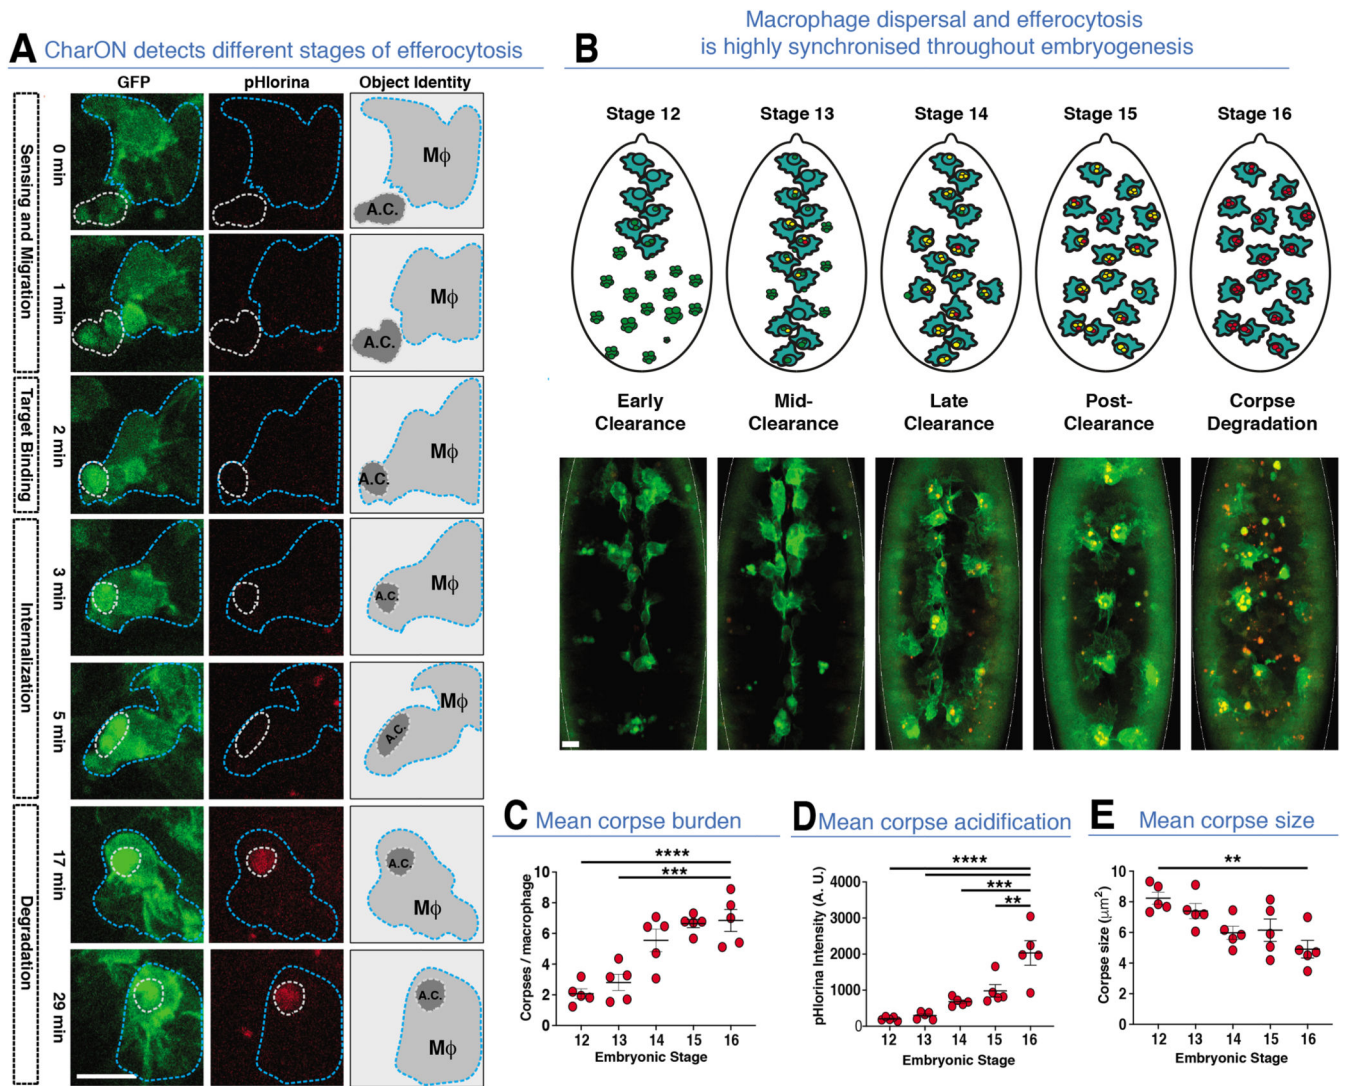 A CharON detects different stages of efferocytosis
GFP pHlorina Object Identity
Sensing and Migration
0 min
Mϕ
A.C.
1 min
Mϕ
A.C.
Target Binding
2 min
Mϕ
A.C.
Internalization
3 min
Mϕ
A.C.
5 min
Mϕ
A.C.
Degradation
17 min
A.C.
Mϕ
29 min
A.C.
Mϕ
B Macrophage dispersal and efferocytosis
is highly synchronised throughout embryogenesis
Stage 12 Stage 13 Stage 14 Stage 15 Stage 16
Early Mid- Late Post- Corpse
Clearance Clearance Clearance Clearance Degradation
C Mean corpse burden
****
***
Corpses / macrophage
10
8
6
4
2
0
12 13 14 15 16
Embryonic Stage
D Mean corpse acidification
****
***
**
pHlorina Intensity (A. U.)
4000
3000
2000
1000
0
12 13 14 15 16
Embryonic Stage
E Mean corpse size
**
Corpse size (μm²)
10
8
6
4
2
0
12 13 14 15 16
Embryonic Stage